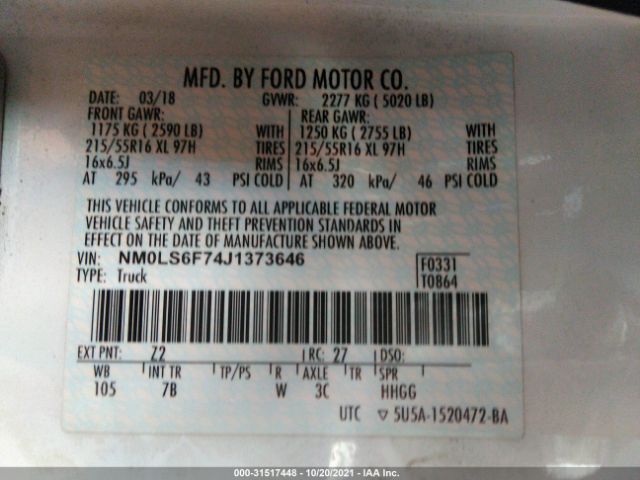 MFD. BY FORD MOTOR CO.
DATE: 03/18 GVWR: 2277 KG ( 5020 LB)
FRONT GAWR: REAR GAWR:
1175 KG ( 2590 LB) WITH 1250 KG ( 2755 LB) WITH
215/55R16 XL 97H TIRES 215/55R16 XL 97H TIRES
16x6.5J RIMS 16x6.5J RIMS
AT 295 kPa/ 43 PSI COLD AT 320 kPa/ 46 PSI COLD
THIS VEHICLE CONFORMS TO ALL APPLICABLE FEDERAL MOTOR
VEHICLE SAFETY AND THEFT PREVENTION STANDARDS IN
EFFECT ON THE DATE OF MANUFACTURE SHOWN ABOVE.
VIN: NM0LS6F74J1373646 F0331
TYPE: Truck T0864
EXT PNT: Z2 RC: 27 DSO:
WB INT TR TP/PS R AXLE TR SPR
105 7B W 3C HHGG
UTC ▽ 5U5A-1520472-BA
000-31517448 - 10/20/2021 - IAA Inc.